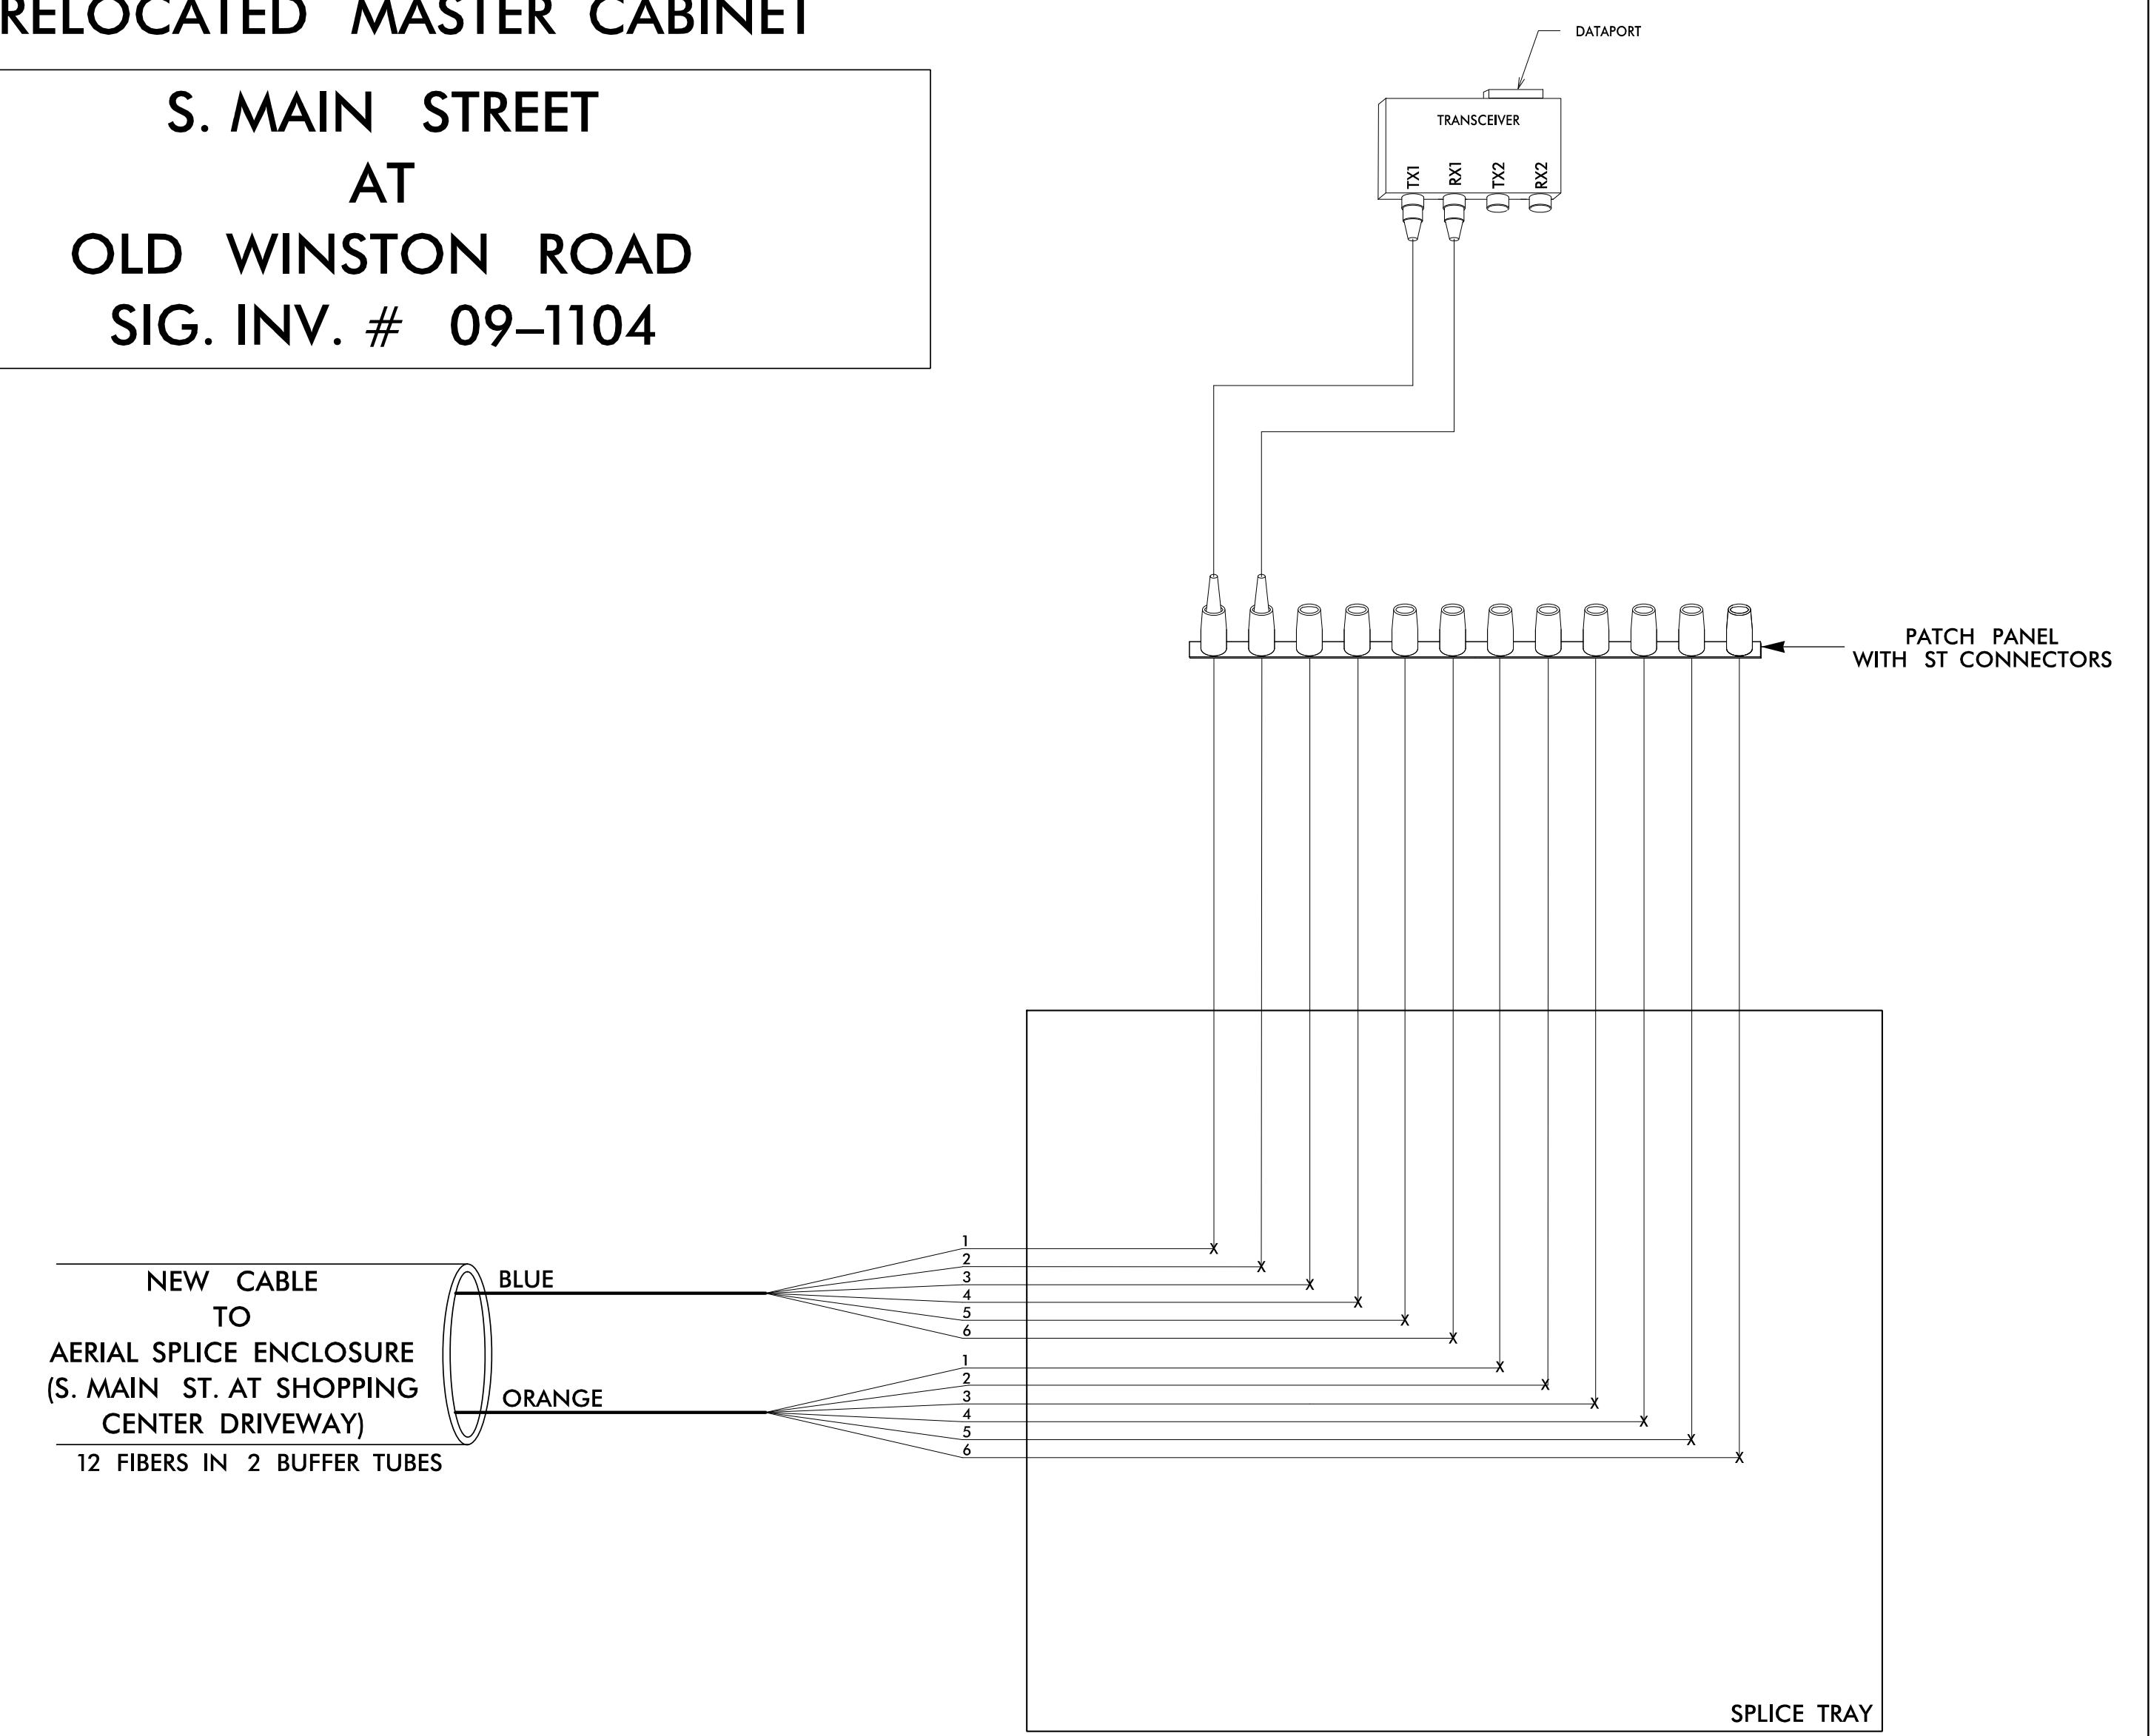 RELOCATED MASTER CABINET
S. MAIN STREET
AT
OLD WINSTON ROAD
SIG. INV. # 09-1104
DATAPORT
TRANSCEIVER
TX1
RX1
TX2
RX2
PATCH PANEL
WITH ST CONNECTORS
NEW CABLE
TO
AERIAL SPLICE ENCLOSURE
(S. MAIN ST. AT SHOPPING
CENTER DRIVEWAY)
12 FIBERS IN 2 BUFFER TUBES
BLUE
1
2
3
4
5
6
ORANGE
1
2
3
4
5
6
X
X
X
X
X
X
X
X
X
X
X
X
SPLICE TRAY